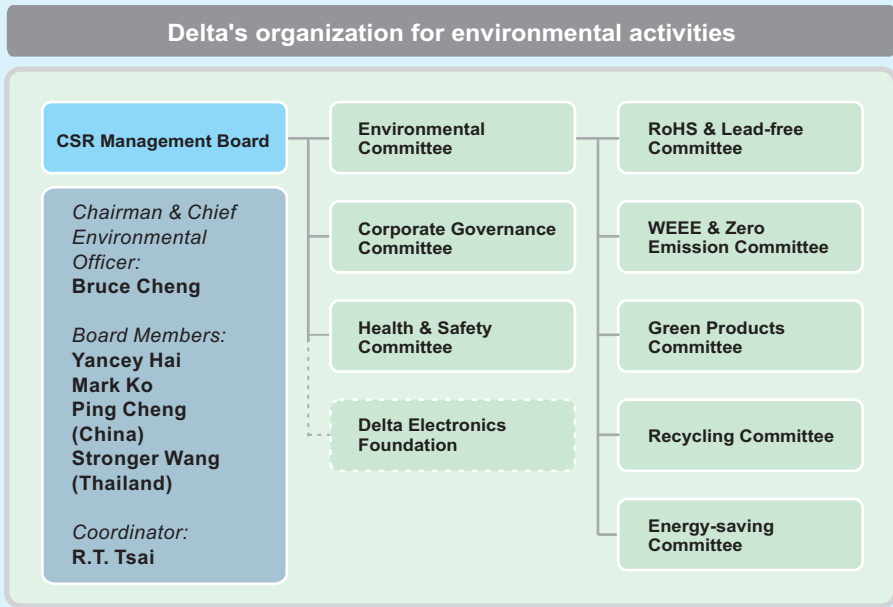 Delta's organization for environmental activities
CSR Management Board
Chairman & Chief
Environmental
Officer:
Bruce Cheng
Board Members:
Yancey Hai
Mark Ko
Ping Cheng
(China)
Stronger Wang
(Thailand)
Coordinator:
R.T. Tsai
Environmental
Committee
Corporate Governance
Committee
Health & Safety
Committee
Delta Electronics
Foundation
RoHS & Lead-free
Committee
WEEE & Zero
Emission Committee
Green Products
Committee
Recycling Committee
Energy-saving
Committee